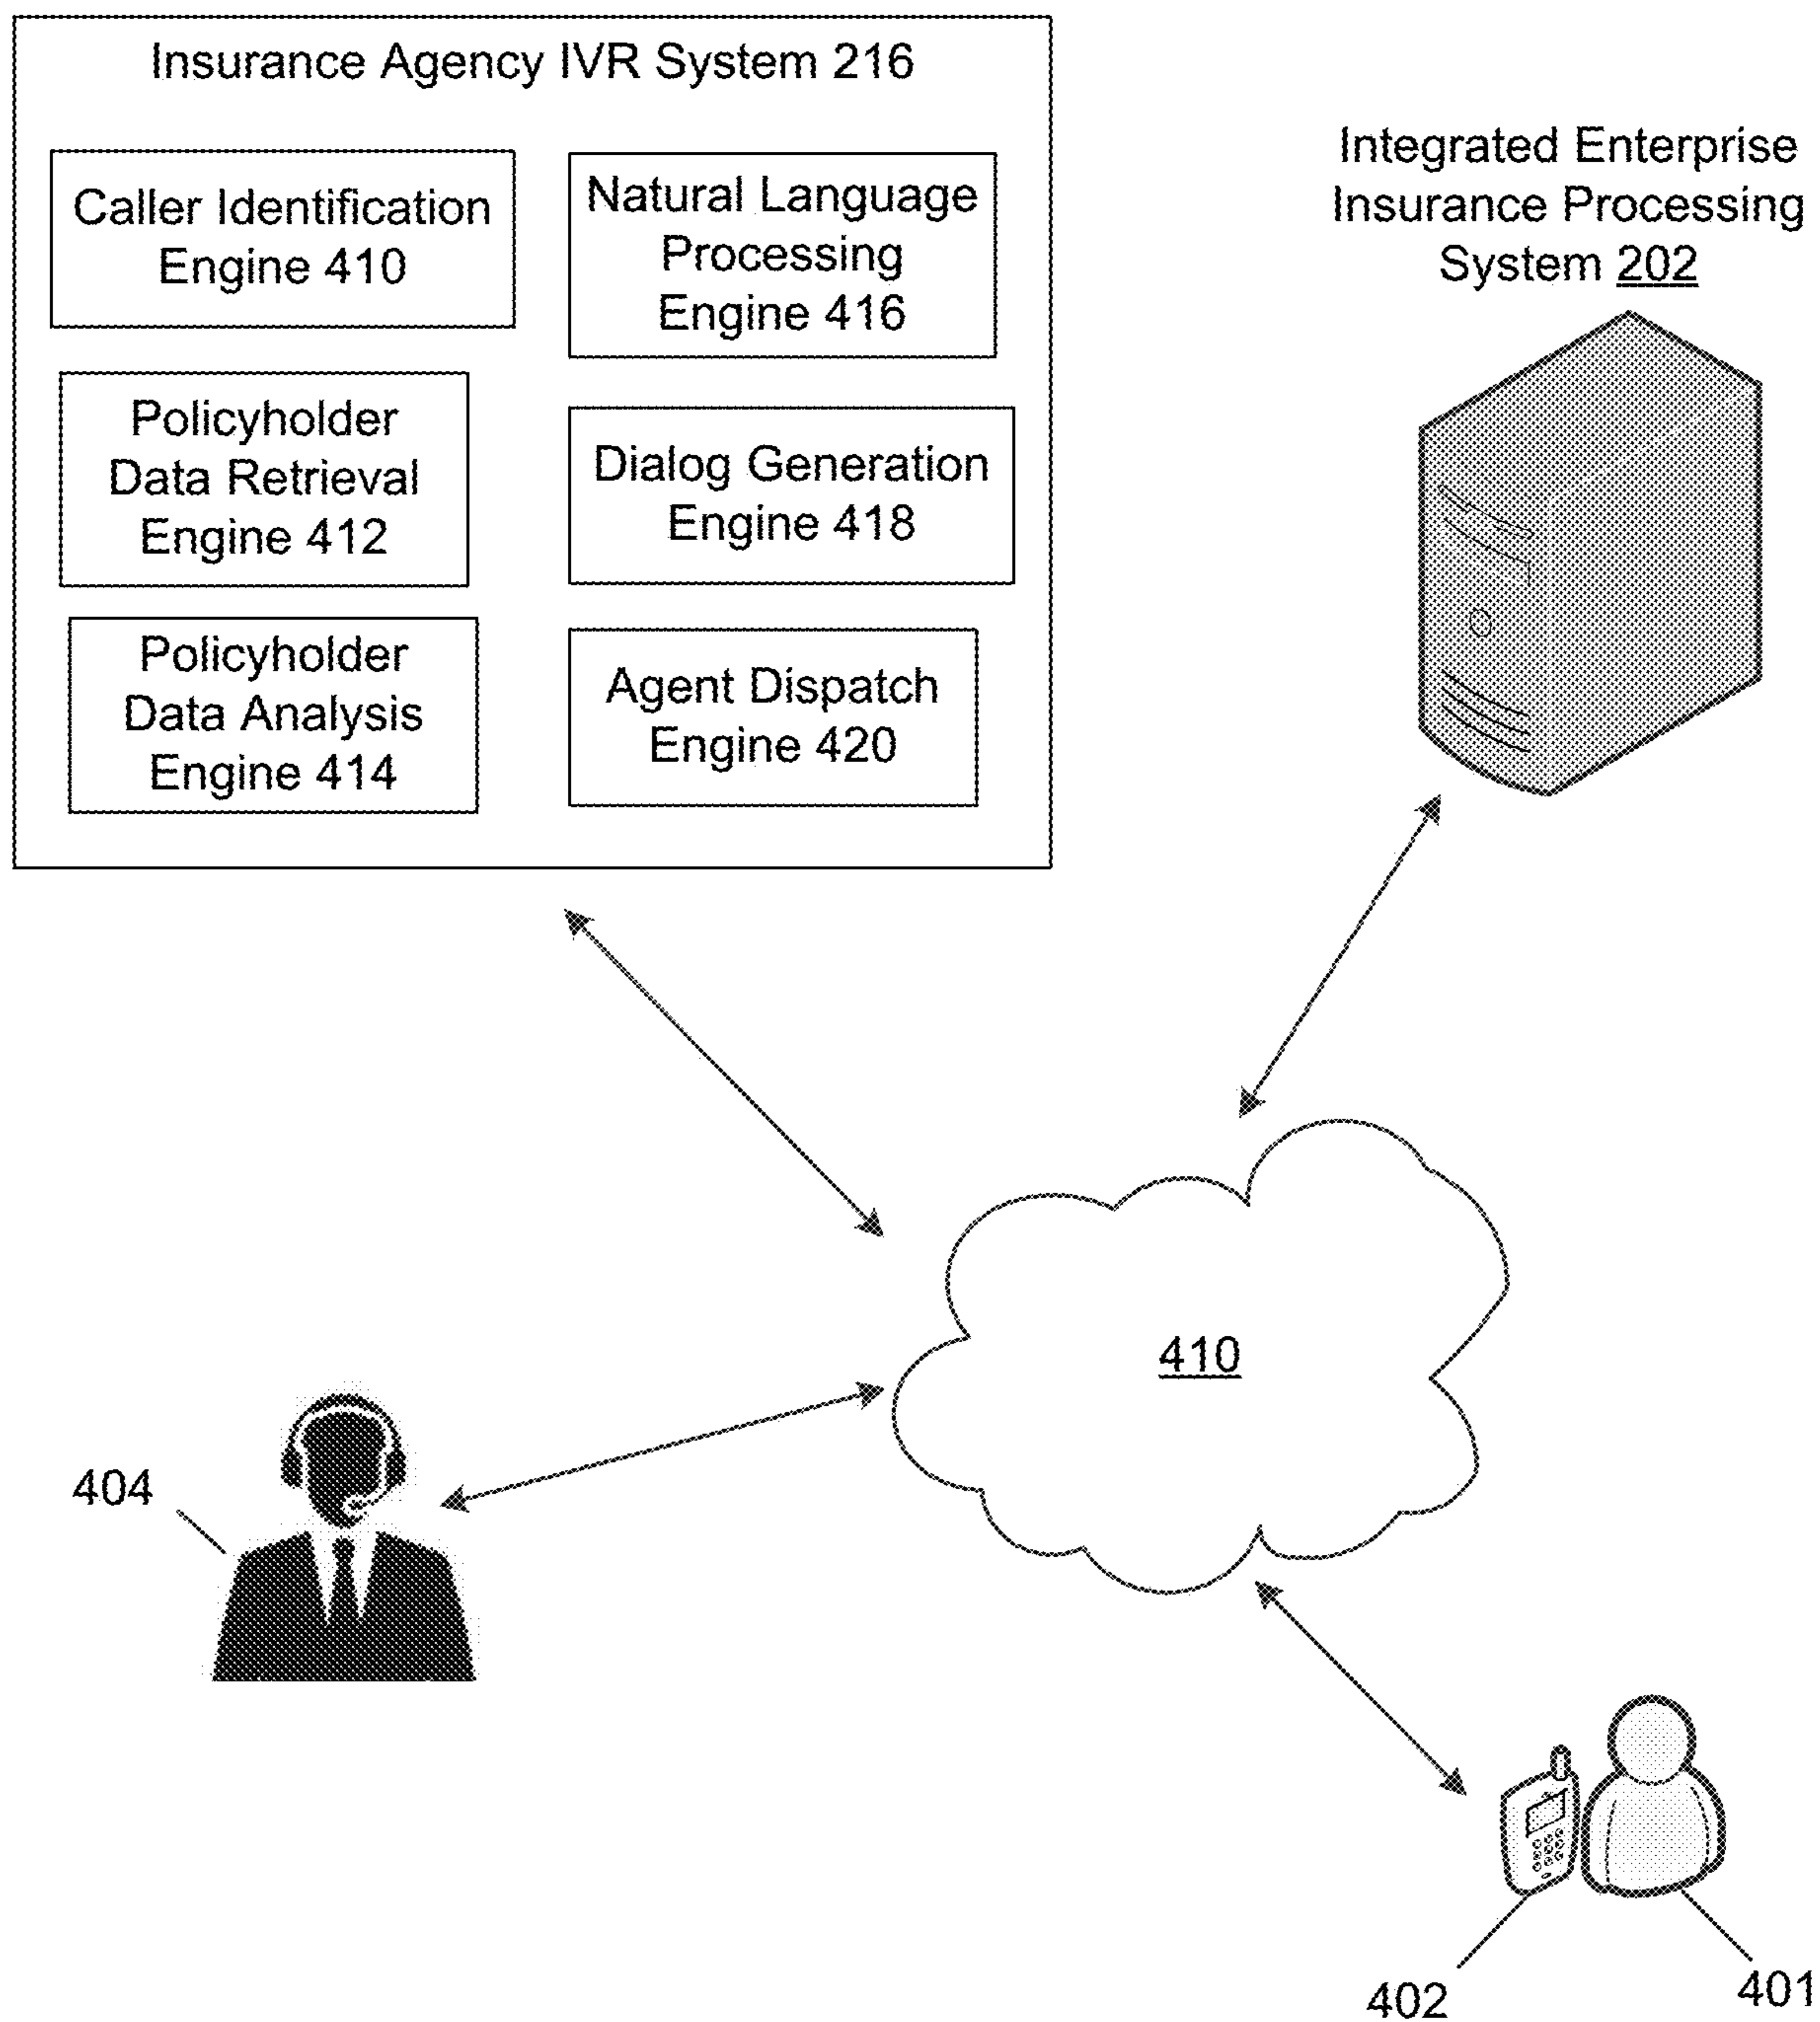 Insurance Agency IVR System 216
Caller Identification
Engine 410
Natural Language
Processing
Engine 416
Policyholder
Data Retrieval
Engine 412
Dialog Generation
Engine 418
Policyholder
Data Analysis
Engine 414
Agent Dispatch
Engine 420
Integrated Enterprise
Insurance Processing
System 202
410
404
402
401